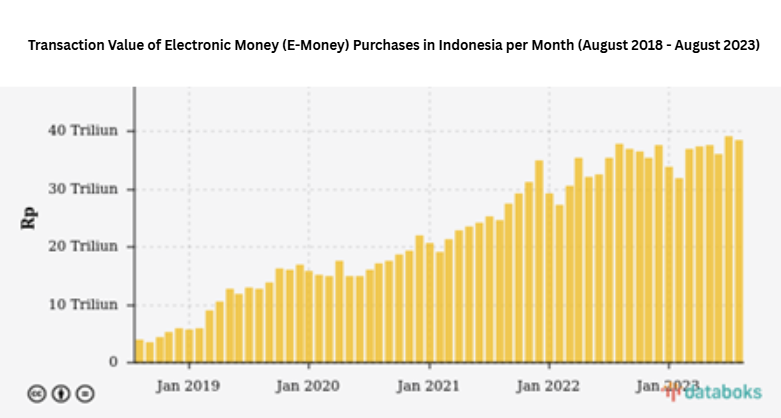 Transaction Value of Electronic Money (E-Money) Purchases in Indonesia per Month (August 2018 - August 2023)
40 Triliun
30 Triliun
Rp
20 Triliun
10 Triliun
0
Jan 2019 Jan 2020 Jan 2021 Jan 2022 Jan 2023
cc
databoks